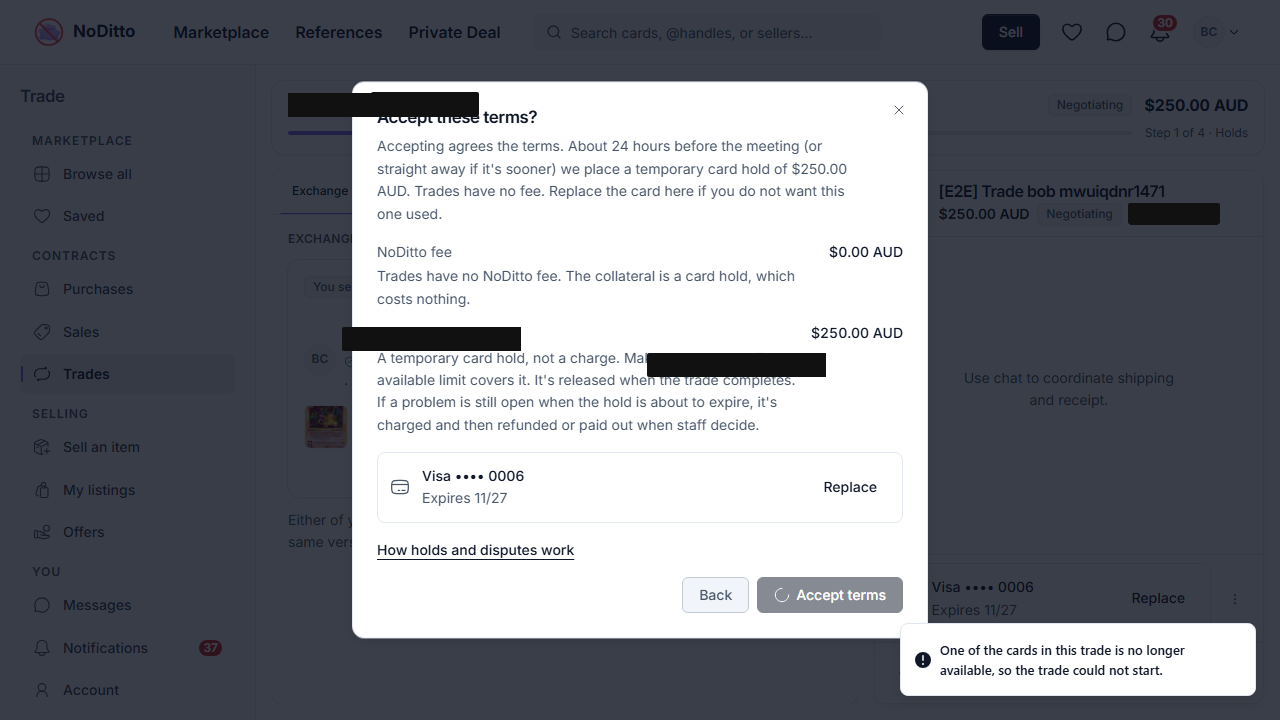 NoDitto
Marketplace
References
Private Deal
Search cards, @handles, or sellers...
Sell
30
BC
Trade
MARKETPLACE
Browse all
Saved
CONTRACTS
Purchases
Sales
Trades
SELLING
Sell an item
My listings
Offers
YOU
Messages
Notifications
37
Account
Negotiating
$250.00 AUD
Step 1 of 4 · Holds
Exchange
EXCHANG
You se
BC
Either of y
same vers
Accept these terms?
Accepting agrees the terms. About 24 hours before the meeting (or
straight away if it's sooner) we place a temporary card hold of $250.00
AUD. Trades have no fee. Replace the card here if you do not want this
one used.
NoDitto fee
$0.00 AUD
Trades have no NoDitto fee. The collateral is a card hold, which
costs nothing.
$250.00 AUD
A temporary card hold, not a charge.
available limit covers it. It's released when the trade completes.
If a problem is still open when the hold is about to expire, it's
charged and then refunded or paid out when staff decide.
Visa •••• 0006
Expires 11/27
Replace
How holds and disputes work
Back
Accept terms
[E2E] Trade bob mwuiqdnr1471
$250.00 AUD
Negotiating
Use chat to coordinate shipping
and receipt.
Visa •••• 0006
Expires 11/27
Replace
One of the cards in this trade is no longer
available, so the trade could not start.